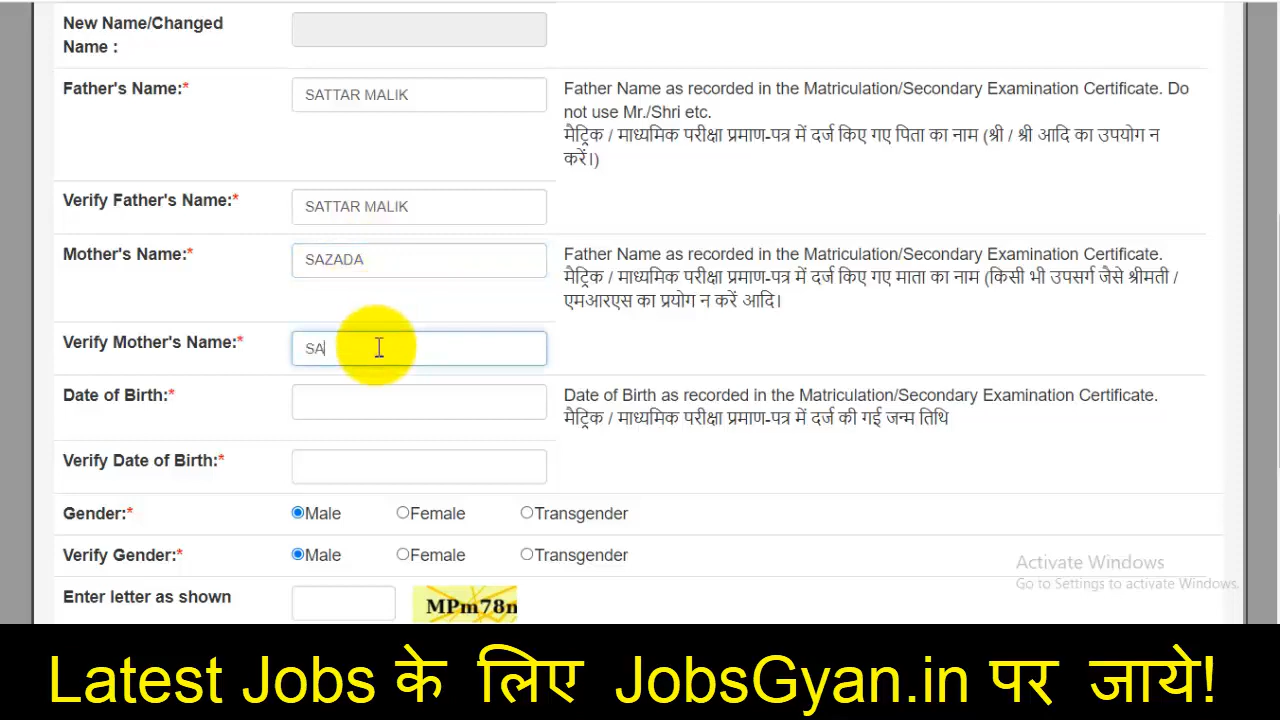 New Name/Changed
Name :
Father's Name:*
SATTAR MALIK
Father Name as recorded in the Matriculation/Secondary Examination Certificate. Do
not use Mr./Shri etc.
मैट्रिक / माध्यमिक परीक्षा प्रमाण-पत्र में दर्ज किए गए पिता का नाम (श्री / श्री आदि का उपयोग न
करें।)
Verify Father's Name:*
SATTAR MALIK
Mother's Name:*
SAZADA
Father Name as recorded in the Matriculation/Secondary Examination Certificate.
मैट्रिक / माध्यमिक परीक्षा प्रमाण-पत्र में दर्ज किए गए माता का नाम (किसी भी उपसर्ग जैसे श्रीमती /
एमआरएस का प्रयोग न करें आदि।
Verify Mother's Name:*
SA
Date of Birth:*
Date of Birth as recorded in the Matriculation/Secondary Examination Certificate.
मैट्रिक / माध्यमिक परीक्षा प्रमाण-पत्र में दर्ज की गई जन्म तिथि
Verify Date of Birth:*
Gender:* Male Female Transgender
Verify Gender:* Male Female Transgender
Activate Windows
Go to Settings to activate Windows.
Enter letter as shown
MPm78n
Latest Jobs के लिए JobsGyan.in पर जाये!